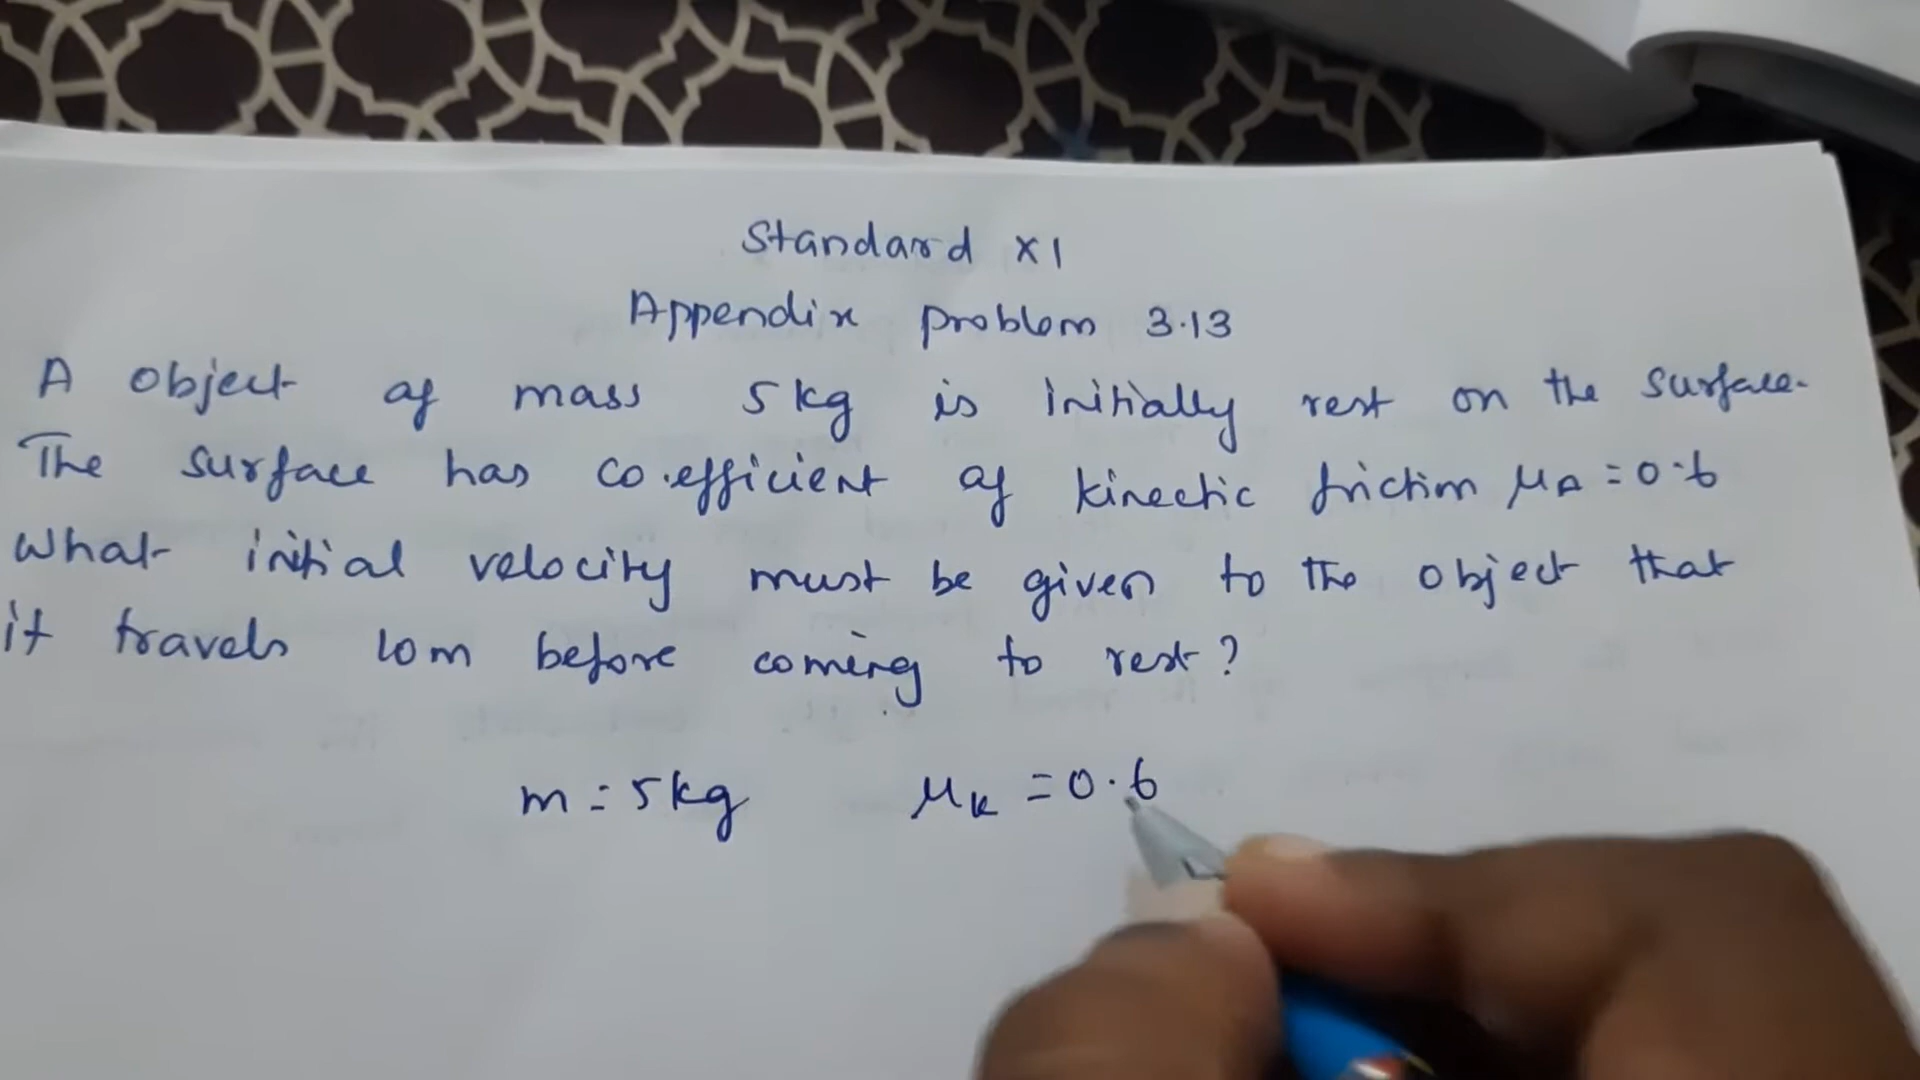 Standard XI
Appendix problem 3.13
A object of mass 5kg is initially rest on the surface.
The surface has co.efficient of kinectic friction μk = 0.6
What initial velocity must be given to the object that
it travels 10m before coming to rest?
m = 5kg μk = 0.6